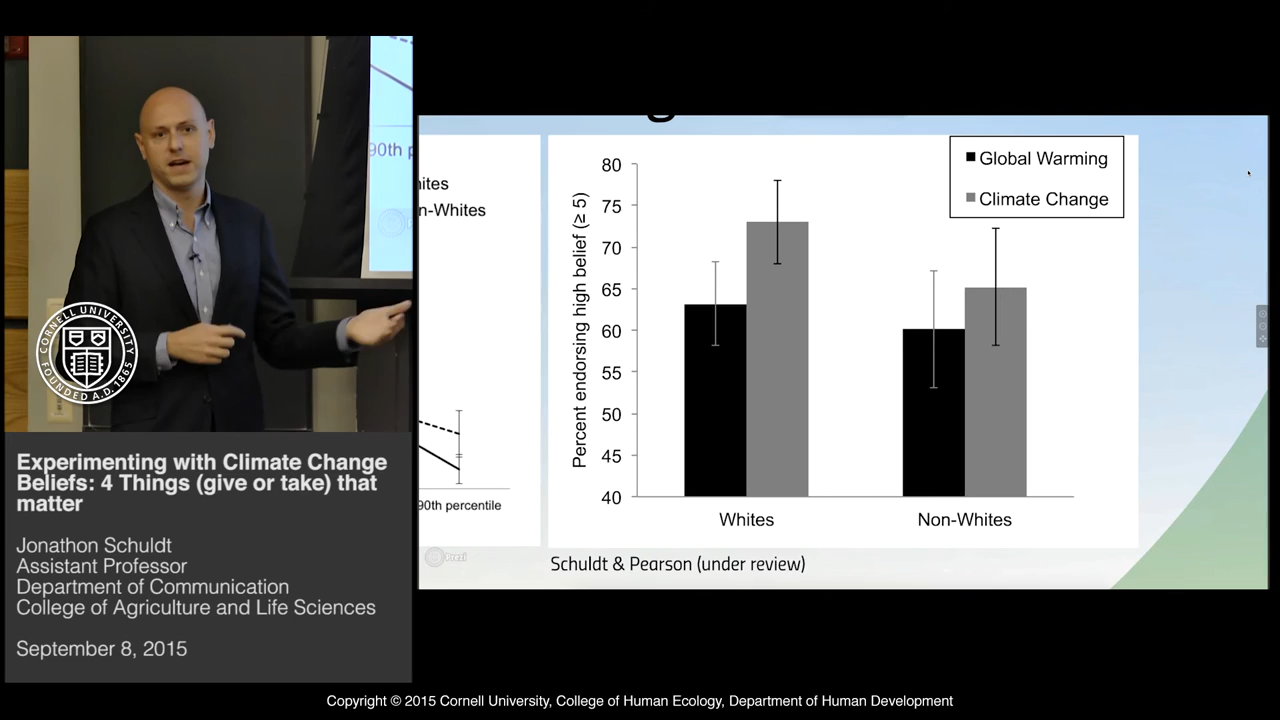 90th p
CORNELL UNIVERSITY
FOUNDED A.D. 1865
Experimenting with Climate Change
Beliefs: 4 Things (give or take) that
matter
Jonathon Schuldt
Assistant Professor
Department of Communication
College of Agriculture and Life Sciences
September 8, 2015
ites
n-Whites
90th percentile
Prezi
Global Warming
Climate Change
Percent endorsing high belief (≥ 5)
80
75
70
65
60
55
50
45
40
Whites
Non-Whites
Schuldt & Pearson (under review)
Copyright © 2015 Cornell University, College of Human Ecology, Department of Human Development